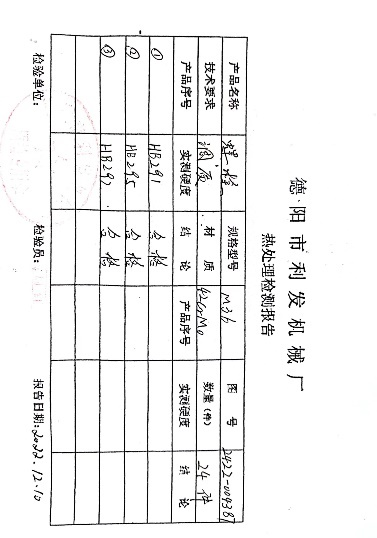 德阳市利发机械厂
热处理检测报告
产品名称 螺栓 规格型号 M36 图号 2422-009387
技术要求 调质 材质 42CrMo 数量(件) 24件
产品序号 实测硬度 结论 产品序号 实测硬度 结论
① HB291 合格
② HB295 合格
③ HB292 合格
检验单位: 检验员: 报告日期:2022.12.10